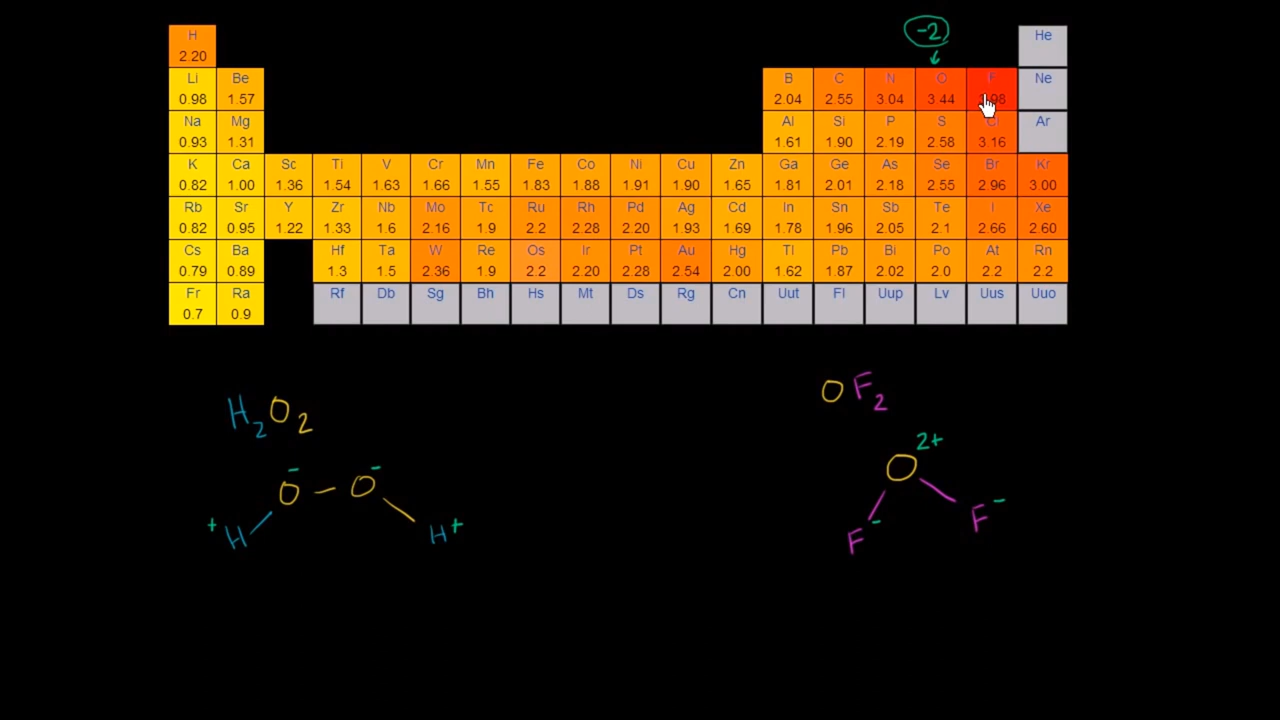 -2
H He
2.20
Li Be B C N O F Ne
0.98 1.57 2.04 2.55 3.04 3.44 .98
Na Mg Al Si P S Cl Ar
0.93 1.31 1.61 1.90 2.19 2.58 3.16
K Ca Sc Ti V Cr Mn Fe Co Ni Cu Zn Ga Ge As Se Br Kr
0.82 1.00 1.36 1.54 1.63 1.66 1.55 1.83 1.88 1.91 1.90 1.65 1.81 2.01 2.18 2.55 2.96 3.00
Rb Sr Y Zr Nb Mo Tc Ru Rh Pd Ag Cd In Sn Sb Te I Xe
0.82 0.95 1.22 1.33 1.6 2.16 1.9 2.2 2.28 2.20 1.93 1.69 1.78 1.96 2.05 2.1 2.66 2.60
Cs Ba Hf Ta W Re Os Ir Pt Au Hg Tl Pb Bi Po At Rn
0.79 0.89 1.3 1.5 2.36 1.9 2.2 2.20 2.28 2.54 2.00 1.62 1.87 2.02 2.0 2.2 2.2
Fr Ra Rf Db Sg Bh Hs Mt Ds Rg Cn Uut Fl Uup Lv Uus Uuo
0.7 0.9
H2O2
OF2
O- - O-
+H H+
O 2+
F- F-